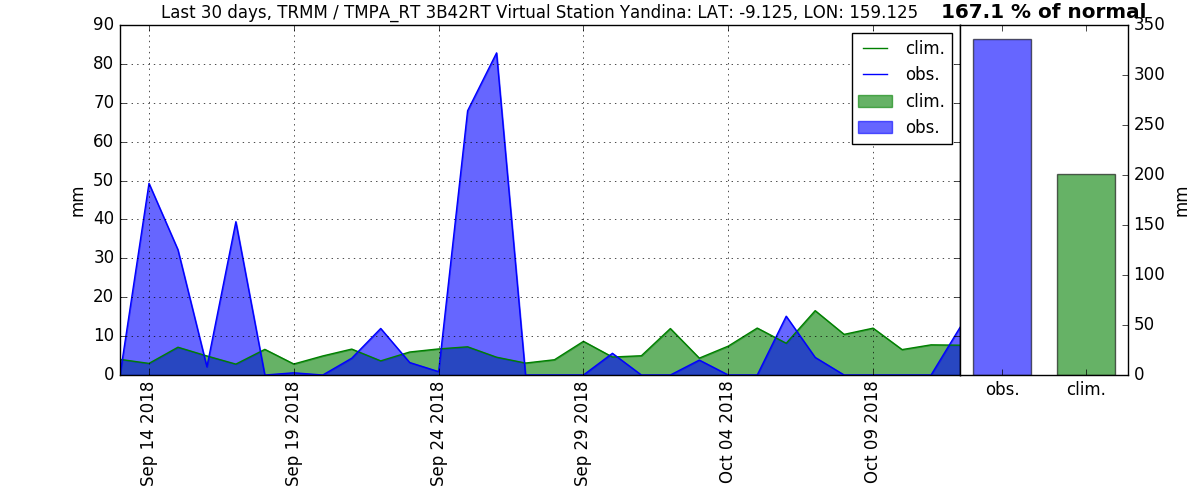 Last 30 days, TRMM / TMPA_RT 3B42RT Virtual Station Yandina: LAT: -9.125, LON: 159.125
167.1 % of normal
90
80
70
60
50
40
30
20
10
0
mm
clim.
obs.
clim.
obs.
350
300
250
200
150
100
50
0
mm
Sep 14 2018
Sep 19 2018
Sep 24 2018
Sep 29 2018
Oct 04 2018
Oct 09 2018
obs.
clim.